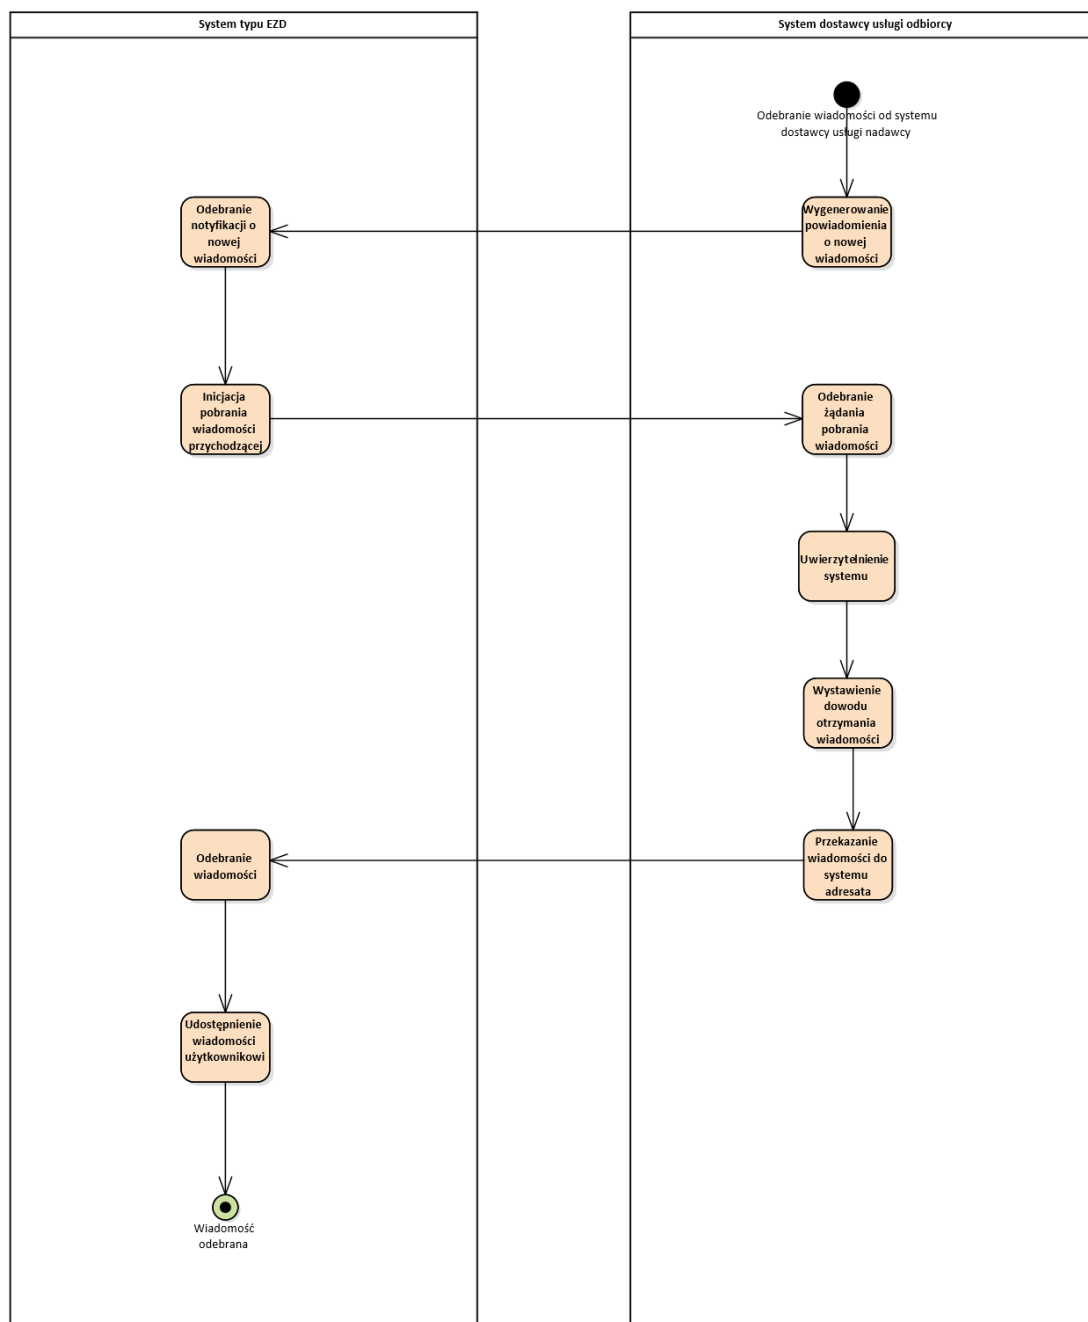 System typu EZD
System dostawcy usługi odbiorcy
Odebranie wiadomości od systemu
dostawcy usługi nadawcy
Odebranie
notyfikacji o
nowej
wiadomości
Wygenerowanie
powiadomienia
o nowej
wiadomości
Inicjacja
pobrania
wiadomości
przychodzącej
Odebranie
żądania
pobrania
wiadomości
Uwierzytelnienie
systemu
Wystawienie
dowodu
otrzymania
wiadomości
Przekazanie
wiadomości do
systemu
adresata
Odebranie
wiadomości
Udostępnienie
wiadomości
użytkownikowi
Wiadomość
odebrana